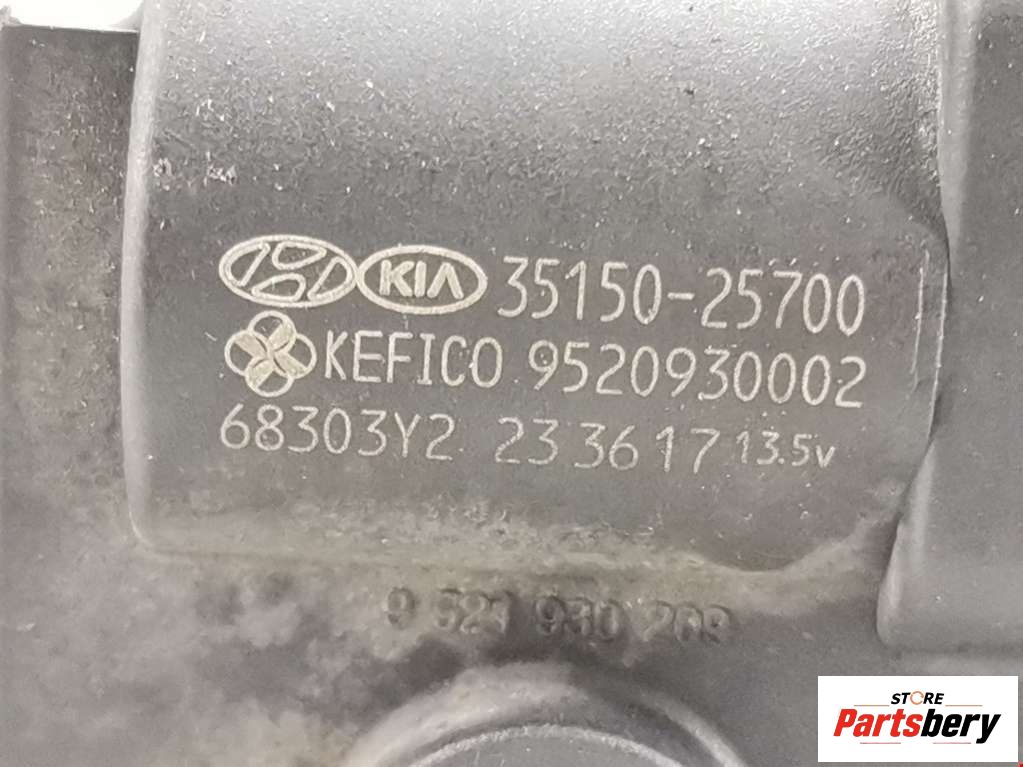 KIA 35150-25700
KEFICO 9520930002
68303Y2 23 36 17 13.5v
STORE
Partsbery